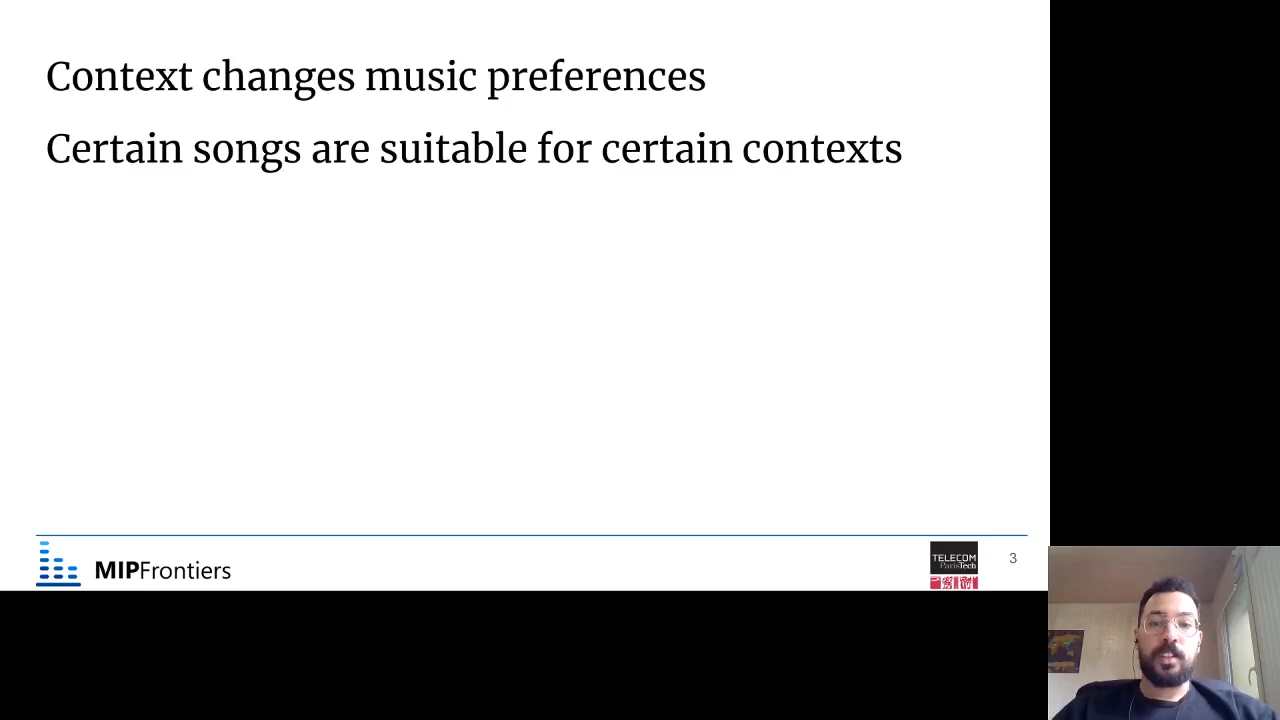 Context changes music preferences
Certain songs are suitable for certain contexts
MIPFrontiers
TELECOM
ParisTech
3